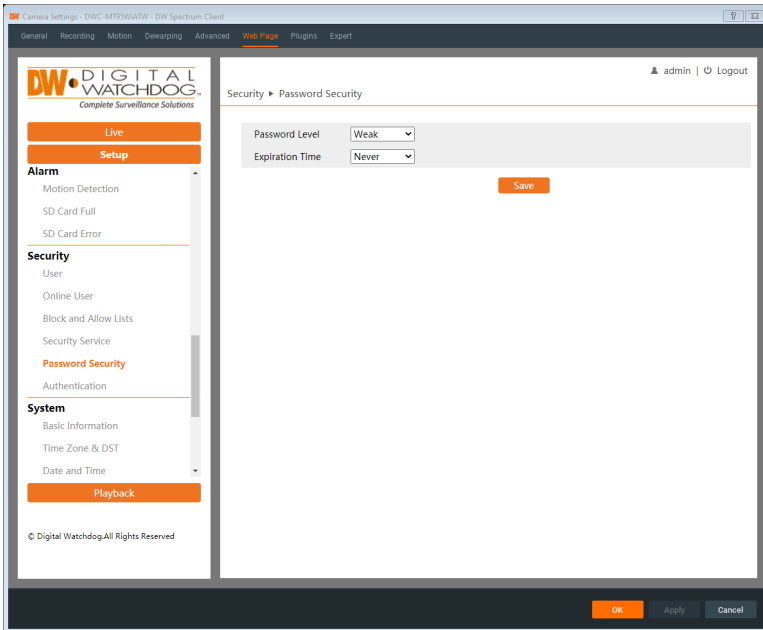 DW Camera Settings - DWC-MT95WiATW - DW Spectrum Client
General Recording Motion Dewarping Advanced Web Page Plugins Expert
admin | Logout
DW DIGITAL
WATCHDOG
Complete Surveillance Solutions
Security ▶ Password Security
Live
Setup
Password Level Weak
Expiration Time Never
Save
Alarm
Motion Detection
SD Card Full
SD Card Error
Security
User
Online User
Block and Allow Lists
Security Service
Password Security
Authentication
System
Basic Information
Time Zone & DST
Date and Time
Playback
© Digital Watchdog.All Rights Reserved
OK Apply Cancel